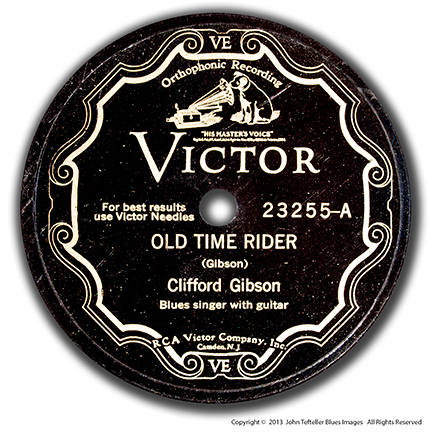 VE
Orthophonic Recording
"HIS MASTER'S VOICE"
VICTOR
For best results
use Victor Needles
23255-A
OLD TIME RIDER
(Gibson)
Clifford Gibson
Blues singer with guitar
RCA Victor Company, Inc.
Camden, N.J.
VE
Copyright © 2013 John Tefteller Blues Images All Rights Reserved